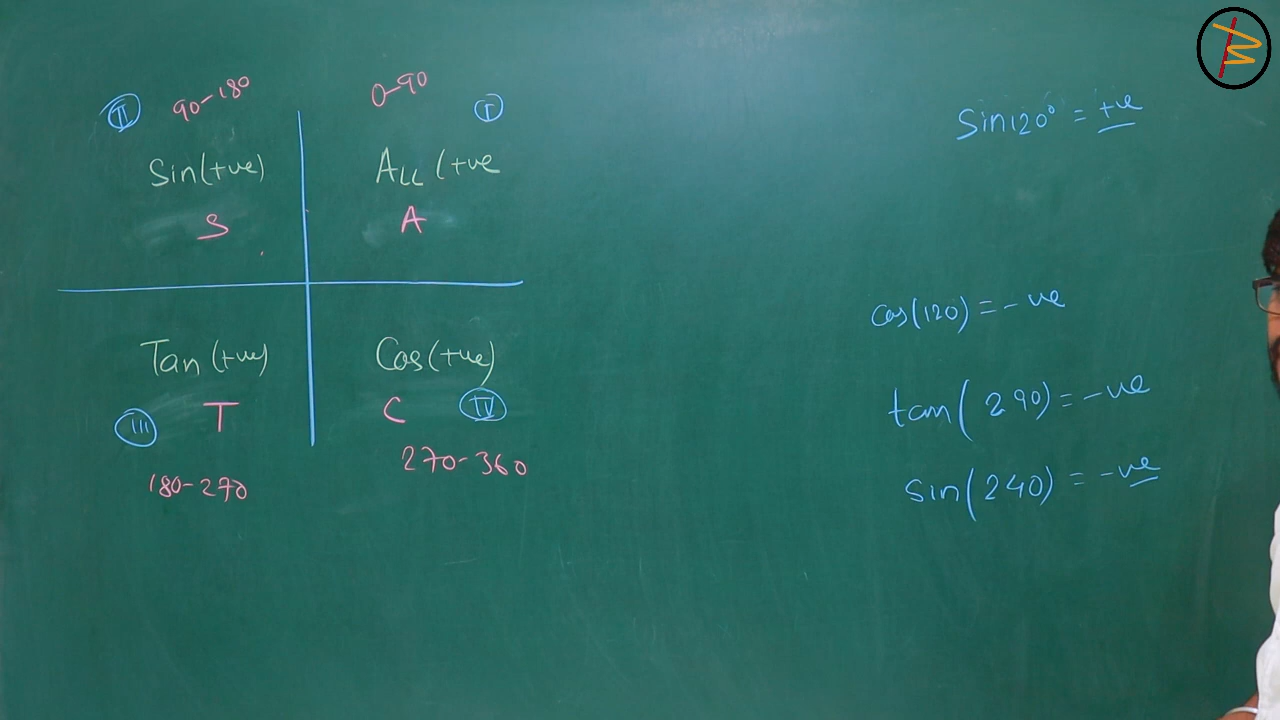 II 90-180
0-90 I
Sin(+ve)
ALL (+ve
S
A
Tan (+ve)
Cos(+ve)
III T
C IV
180-270
270-360
Sin120° = +ve
Cos(120) = -ve
tan(290) = -ve
Sin(240) = -ve